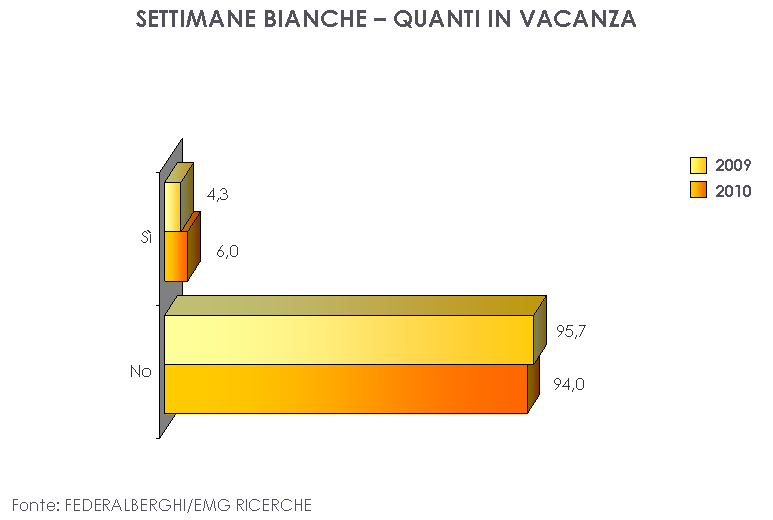 SETTIMANE BIANCHE – QUANTI IN VACANZA
2009
2010
4,3
Sì
6,0
95,7
No
94,0
Fonte: FEDERALBERGHI/EMG RICERCHE